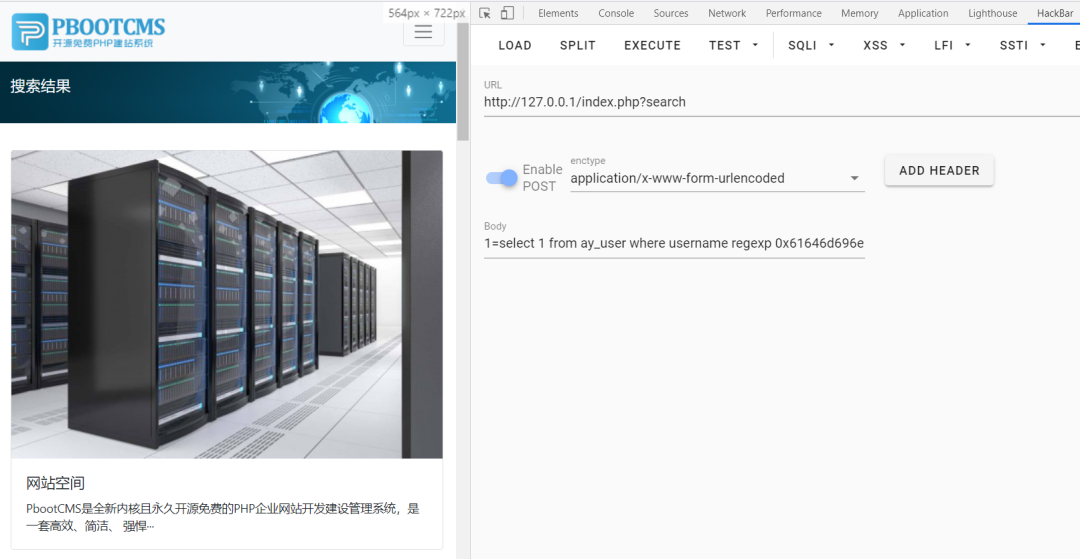 PBOOTCMS
开源免费PHP建站系统
564px × 722px
搜索结果
网站空间
PbootCMS是全新内核且永久开源免费的PHP企业网站开发建设管理系统，是
一套高效、简洁、 强悍···
Elements Console Sources Network Performance Memory Application Lighthouse HackBar
LOAD SPLIT EXECUTE TEST SQLI XSS LFI SSTI E
URL
http://127.0.0.1/index.php?search
Enable
POST
enctype
application/x-www-form-urlencoded
ADD HEADER
Body
1=select 1 from ay_user where username regexp 0x61646d696e